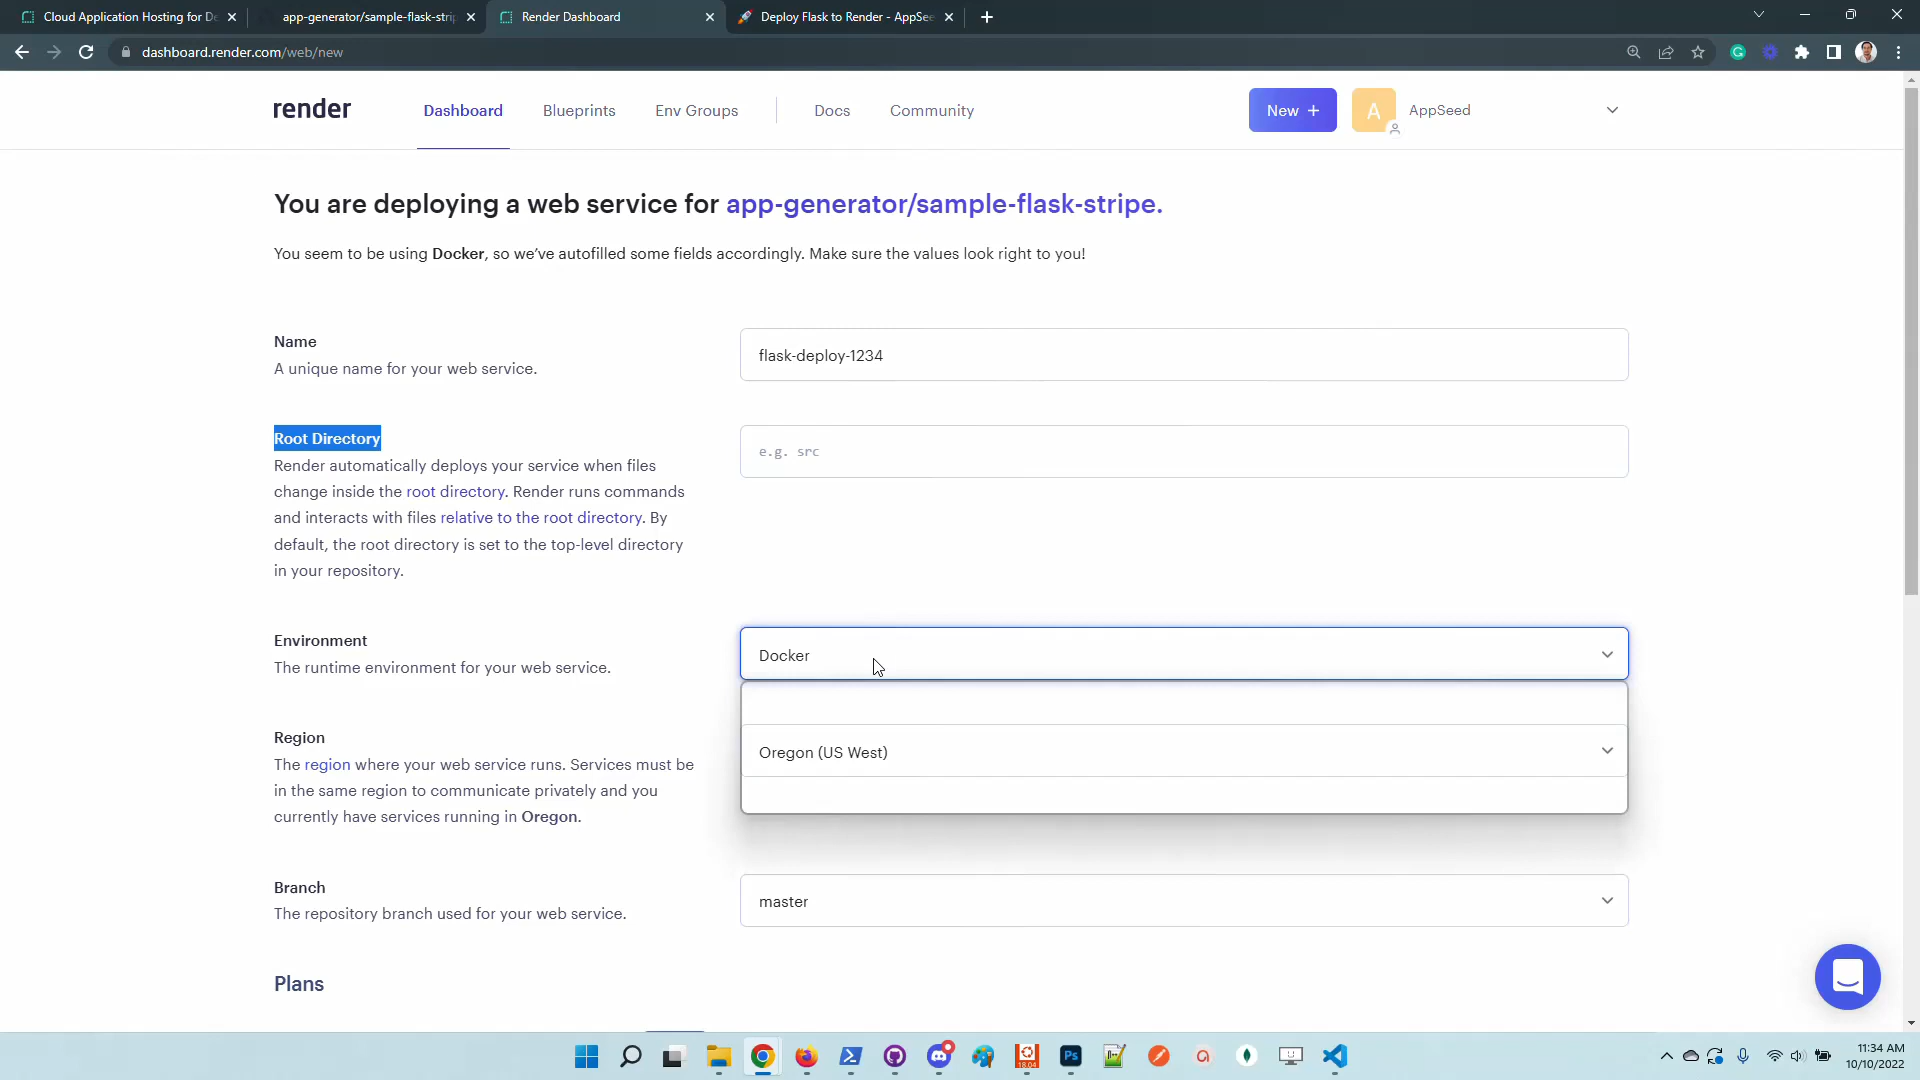 Cloud Application Hosting for De
app-generator/sample-flask-strip
Render Dashboard
Deploy Flask to Render - AppSee
dashboard.render.com/web/new
render
Dashboard
Blueprints
Env Groups
Docs
Community
New +
A
AppSeed
You are deploying a web service for app-generator/sample-flask-stripe.
You seem to be using Docker, so we’ve autofilled some fields accordingly. Make sure the values look right to you!
Name
A unique name for your web service.
flask-deploy-1234
Root Directory
Render automatically deploys your service when files
change inside the root directory. Render runs commands
and interacts with files relative to the root directory. By
default, the root directory is set to the top-level directory
in your repository.
e.g. src
Environment
The runtime environment for your web service.
Docker
Region
The region where your web service runs. Services must be
in the same region to communicate privately and you
currently have services running in Oregon.
Oregon (US West)
Branch
The repository branch used for your web service.
master
Plans
Ps
18.04
11:34 AM
10/10/2022